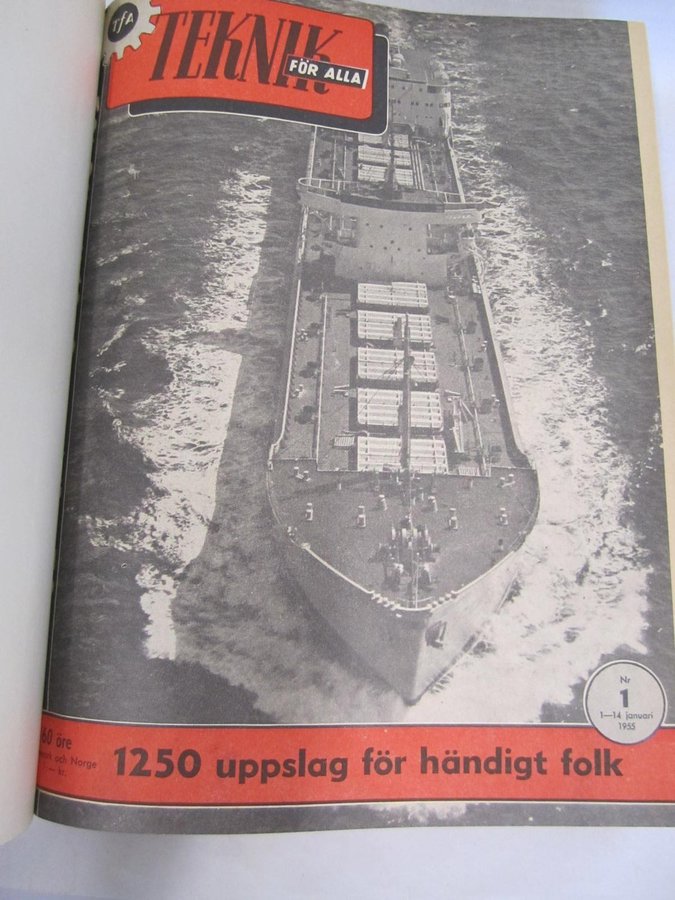 TfA
TEKNIK
FÖR ALLA
Nr
1
1—14 januari
1955
60 öre
och Norge
— kr.
1250 uppslag för händigt folk